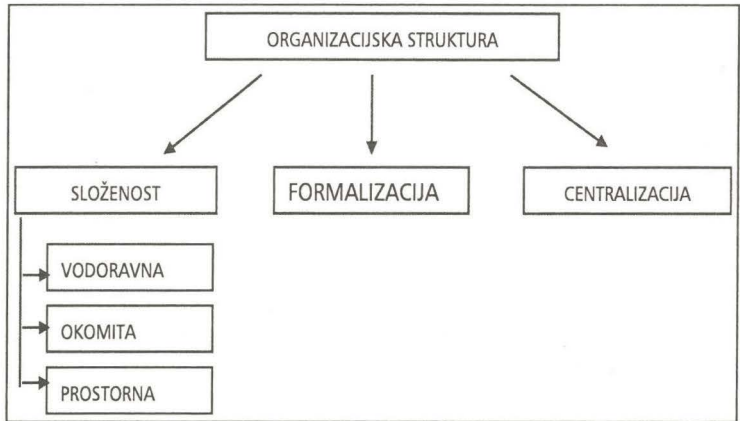 ORGANIZACIJSKA STRUKTURA
SLOŽENOST
FORMALIZACIJA
CENTRALIZACIJA
VODORAVNA
OKOMITA
PROSTORNA